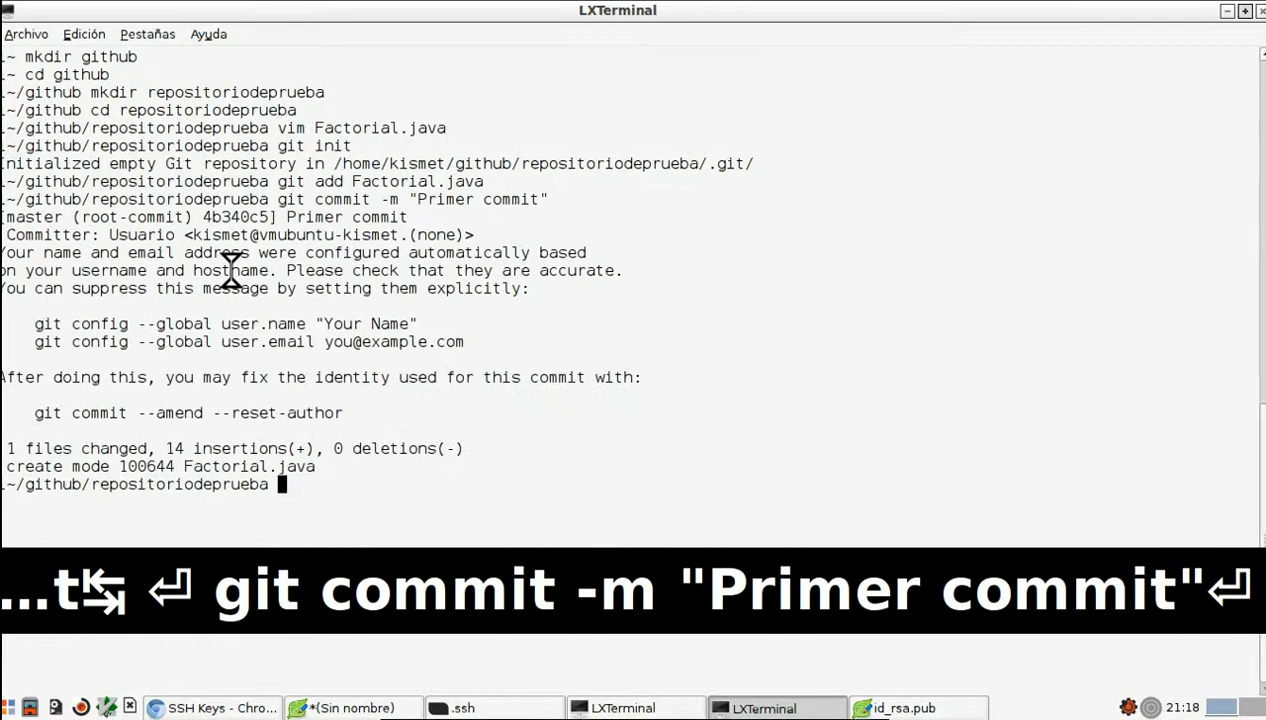 LXTerminal
Archivo Edición Pestañas Ayuda
~ mkdir github
~ cd github
~/github mkdir repositoriodeprueba
~/github cd repositoriodeprueba
~/github/repositoriodeprueba vim Factorial.java
~/github/repositoriodeprueba git init
Initialized empty Git repository in /home/kismet/github/repositoriodeprueba/.git/
~/github/repositoriodeprueba git add Factorial.java
~/github/repositoriodeprueba git commit -m "Primer commit"
[master (root-commit) 4b340c5] Primer commit
Committer: Usuario <kismet@vmubuntu-kismet.(none)>
Your name and email address were configured automatically based
on your username and hostname. Please check that they are accurate.
You can suppress this message by setting them explicitly:
git config --global user.name "Your Name"
git config --global user.email you@example.com
After doing this, you may fix the identity used for this commit with:
git commit --amend --reset-author
1 files changed, 14 insertions(+), 0 deletions(-)
create mode 100644 Factorial.java
~/github/repositoriodeprueba
...t↹ ⏎ git commit -m "Primer commit"⏎
SSH Keys - Chro... *(Sin nombre) .ssh LXTerminal LXTerminal id_rsa.pub 21:18